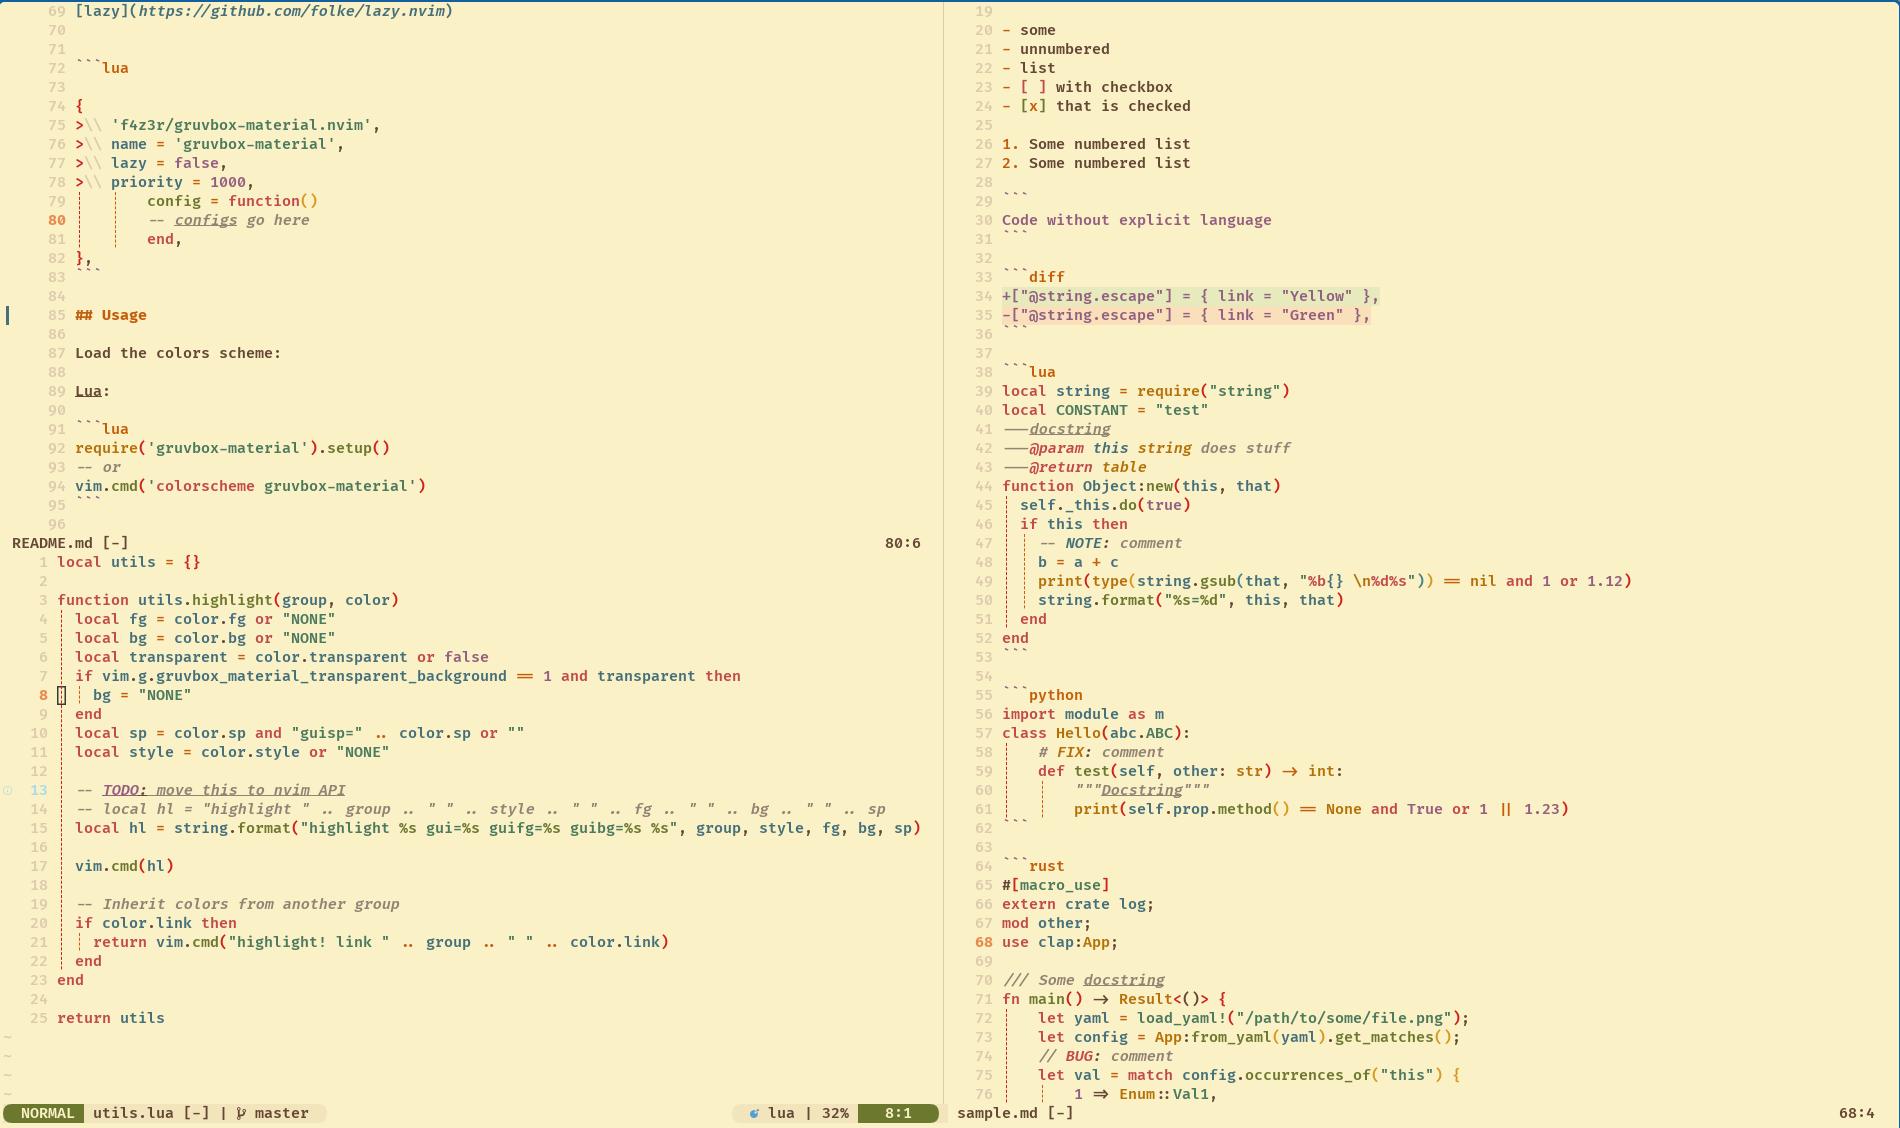 69 [lazy](https://github.com/folke/lazy.nvim)
70
71
72 ```lua
73
74 {
75 >\\ 'f4z3r/gruvbox-material.nvim',
76 >\\ name = 'gruvbox-material',
77 >\\ lazy = false,
78 >\\ priority = 1000,
79 config = function()
80 -- configs go here
81 end,
82 },
83 ```
84
85 ## Usage
86
87 Load the colors scheme:
88
89 Lua:
90
91 ```lua
92 require('gruvbox-material').setup()
93 -- or
94 vim.cmd('colorscheme gruvbox-material')
95 ```
96
README.md [-] 80:6
1 local utils = {}
2
3 function utils.highlight(group, color)
4 local fg = color.fg or "NONE"
5 local bg = color.bg or "NONE"
6 local transparent = color.transparent or false
7 if vim.g.gruvbox_material_transparent_background == 1 and transparent then
8 bg = "NONE"
9 end
10 local sp = color.sp and "guisp=" .. color.sp or ""
11 local style = color.style or "NONE"
12
13 -- TODO: move this to nvim API
14 -- local hl = "highlight " .. group .. " " .. style .. " " .. fg .. " " .. bg .. " " .. sp
15 local hl = string.format("highlight %s gui=%s guifg=%s guibg=%s %s", group, style, fg, bg, sp)
16
17 vim.cmd(hl)
18
19 -- Inherit colors from another group
20 if color.link then
21 return vim.cmd("highlight! link " .. group .. " " .. color.link)
22 end
23 end
24
25 return utils
~
~
~
~
NORMAL utils.lua [-] | master lua | 32% 8:1
19
20 - some
21 - unnumbered
22 - list
23 - [ ] with checkbox
24 - [x] that is checked
25
26 1. Some numbered list
27 2. Some numbered list
28
29 ```
30 Code without explicit language
31 ```
32
33 ```diff
34 +["@string.escape"] = { link = "Yellow" },
35 -["@string.escape"] = { link = "Green" },
36 ```
37
38 ```lua
39 local string = require("string")
40 local CONSTANT = "test"
41 ---docstring
42 ---@param this string does stuff
43 ---@return table
44 function Object:new(this, that)
45 self._this.do(true)
46 if this then
47 -- NOTE: comment
48 b = a + c
49 print(type(string.gsub(that, "%b{} \n%d%s")) == nil and 1 or 1.12)
50 string.format("%s=%d", this, that)
51 end
52 end
53 ```
54
55 ```python
56 import module as m
57 class Hello(abc.ABC):
58 # FIX: comment
59 def test(self, other: str) -> int:
60 """Docstring"""
61 print(self.prop.method() == None and True or 1 || 1.23)
62 ```
63
64 ```rust
65 #[macro_use]
66 extern crate log;
67 mod other;
68 use clap:App;
69
70 /// Some docstring
71 fn main() -> Result<()> {
72 let yaml = load_yaml!("/path/to/some/file.png");
73 let config = App:from_yaml(yaml).get_matches();
74 // BUG: comment
75 let val = match config.occurrences_of("this") {
76 1 => Enum::Val1,
sample.md [-] 68:4